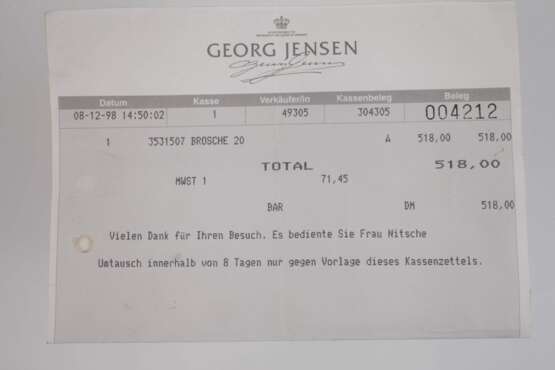 GEORG JENSEN
Datum Kasse Verkäufer/in Kassenbeleg Beleg
08-12-98 14:50:02 1 49305 304305 004212
1 3531507 BROSCHE 20 A 518,00 518,00
TOTAL 518,00
MWST 1 71,45
BAR DM 518,00
Vielen Dank für Ihren Besuch. Es bediente Sie Frau Nitsche
Umtausch innerhalb von 8 Tagen nur gegen Vorlage dieses Kassenzettels.